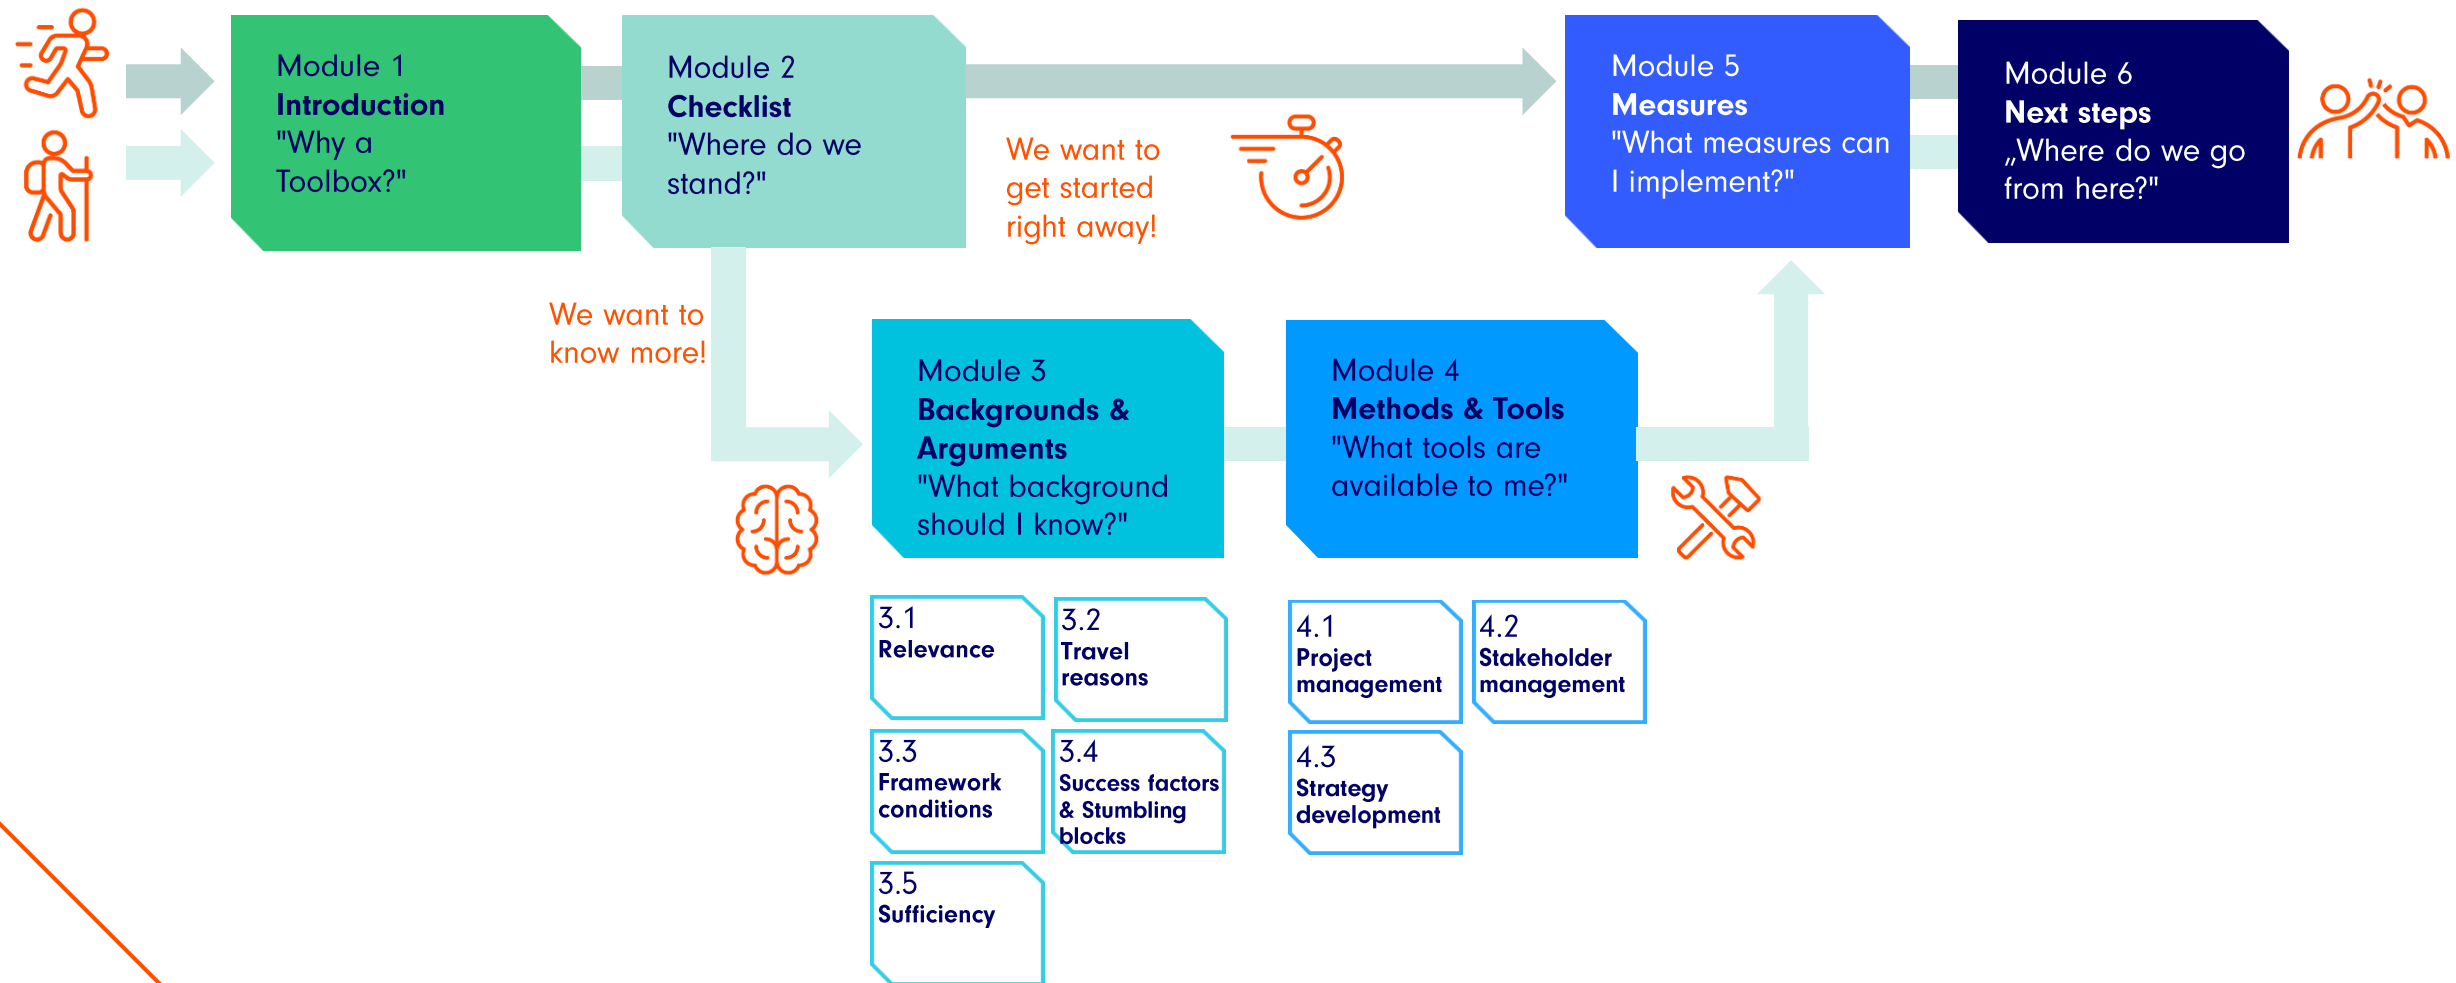 Module 1
Introduction
"Why a
Toolbox?"
Module 2
Checklist
"Where do we
stand?"
We want to
get started
right away!
Module 5
Measures
"What measures can
I implement?"
Module 6
Next steps
„Where do we go
from here?"
We want to
know more!
Module 3
Backgrounds &
Arguments
"What background
should I know?"
Module 4
Methods & Tools
"What tools are
available to me?"
3.1
Relevance
3.2
Travel
reasons
3.3
Framework
conditions
3.4
Success factors
& Stumbling
blocks
3.5
Sufficiency
4.1
Project
management
4.2
Stakeholder
management
4.3
Strategy
development